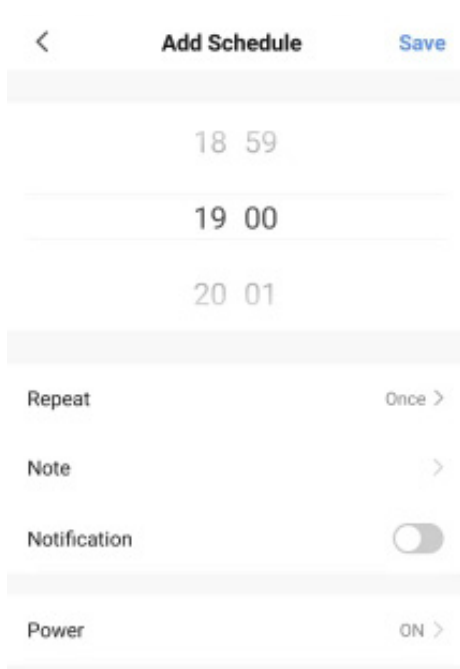 Add Schedule Save
18 59
19 00
20 01
Repeat Once
Note
Notification
Power ON